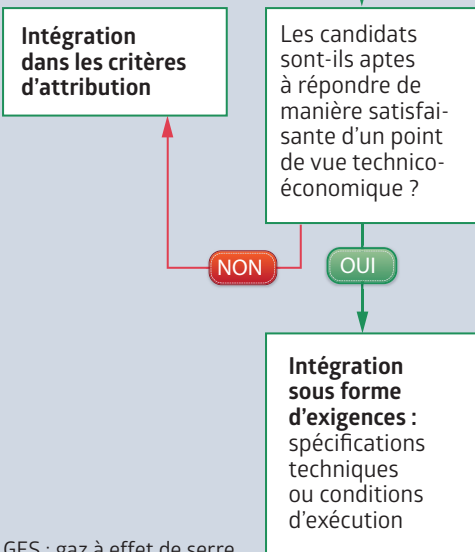 Intégration
dans les critères
d'attribution
Les candidats
sont-ils aptes
à répondre de
manière satisfai-
sante d'un point
de vue technico-
économique ?
NON
OUI
Intégration
sous forme
d'exigences :
spécifications
techniques
ou conditions
d'exécution
GES : gaz à effet de serre